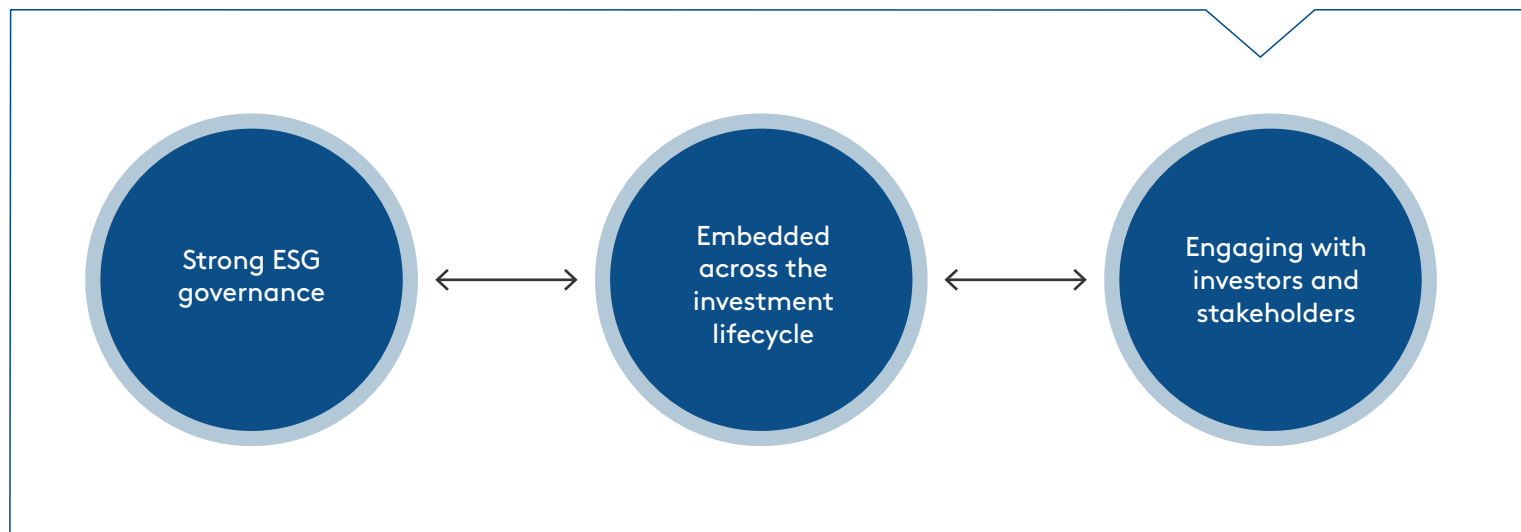 Strong ESG
governance
Embedded
across the
investment
lifecycle
Engaging with
investors and
stakeholders